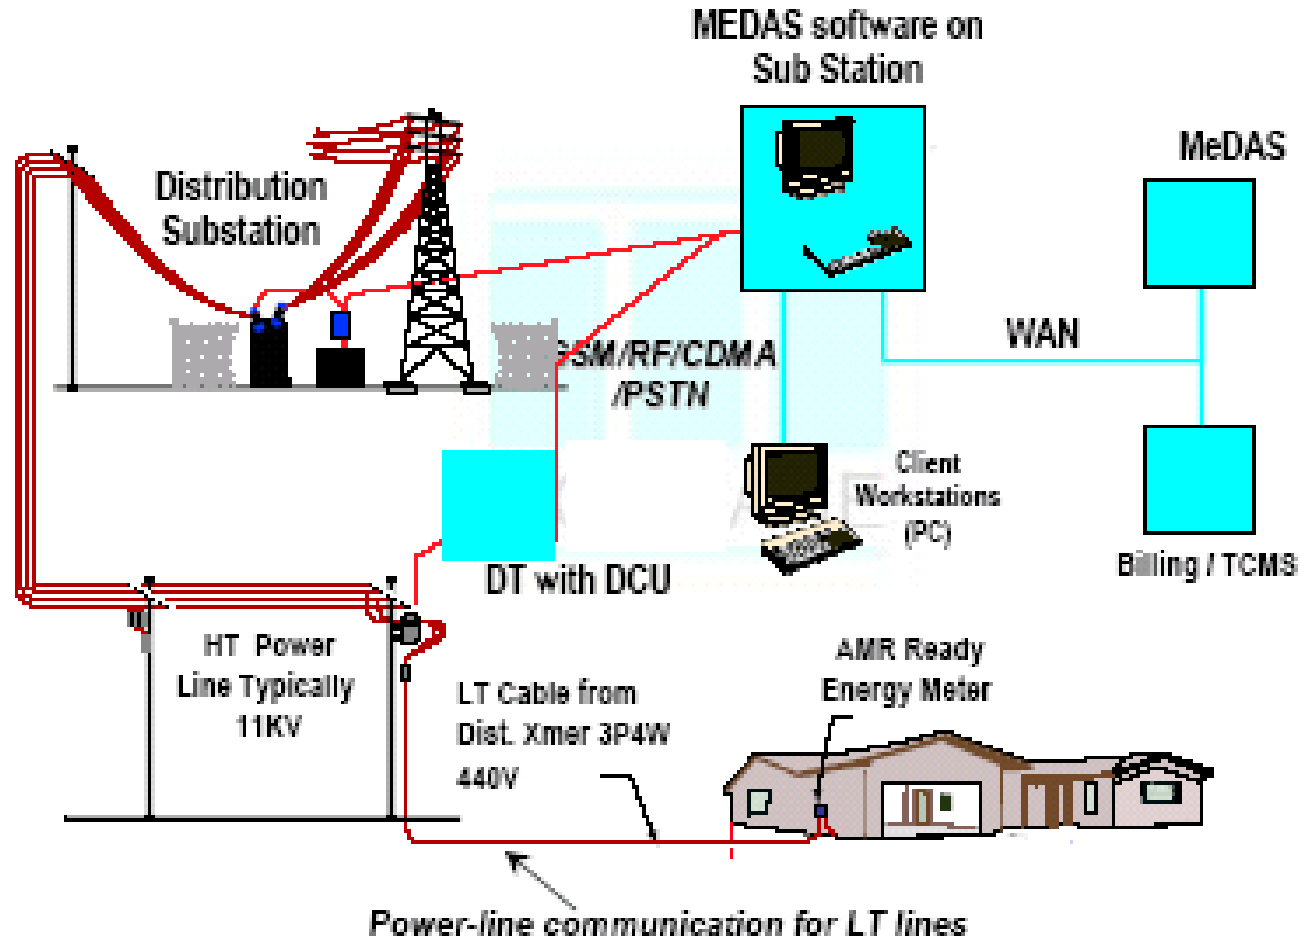 MEDAS software on
Sub Station
MeDAS
Distribution
Substation
WAN
GSM/RF/CDMA
/PSTN
Client
Workstations
(PC)
DT with DCU
Billing / TCMS
HT Power
Line Typically
11KV
AMR Ready
Energy Meter
LT Cable from
Dist. Xmer 3P4W
440V
Power-line communication for LT lines